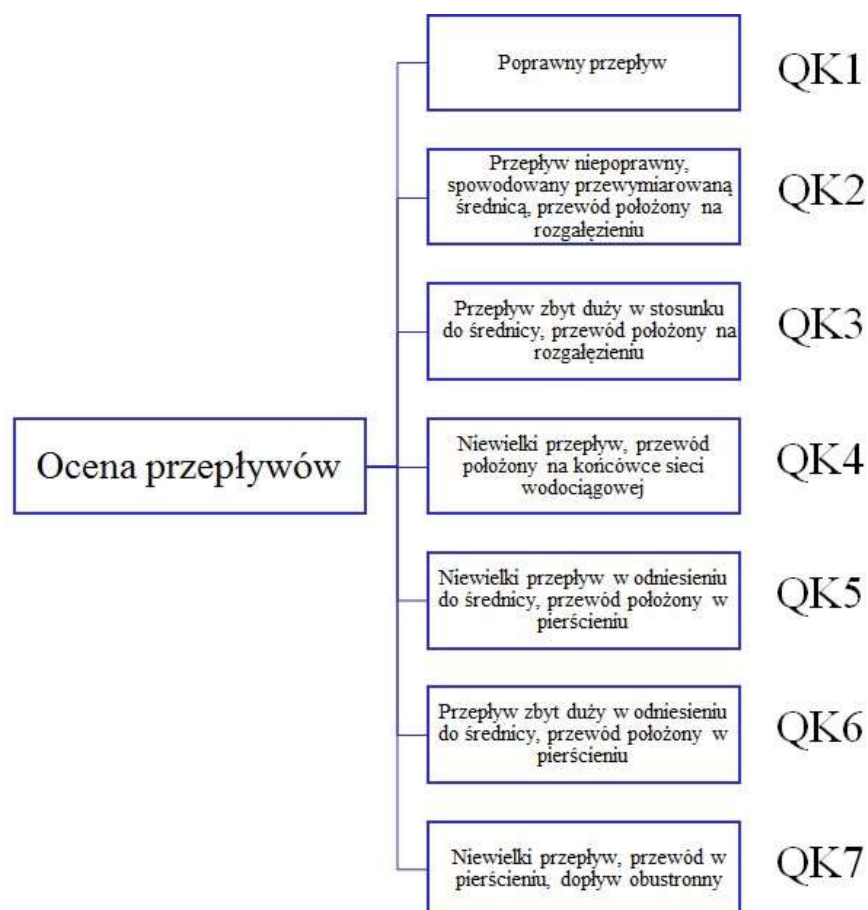 Poprawny przepływ
QK1
Przepływ niepoprawny,
spowodowany przewymiarowaną
średnicą, przewód położony na
rozgałęzieniu
QK2
Przepływ zbyt duży w stosunku
do średnicy, przewód położony na
rozgałęzieniu
QK3
Ocena przepływów
Niewielki przepływ, przewód
położony na końcówce sieci
wodociągowej
QK4
Niewielki przepływ w odniesieniu
do średnicy, przewód położony w
pierścieniu
QK5
Przepływ zbyt duży w odniesieniu
do średnicy, przewód położony w
pierścieniu
QK6
Niewielki przepływ, przewód w
pierścieniu, dopływ obustronny
QK7